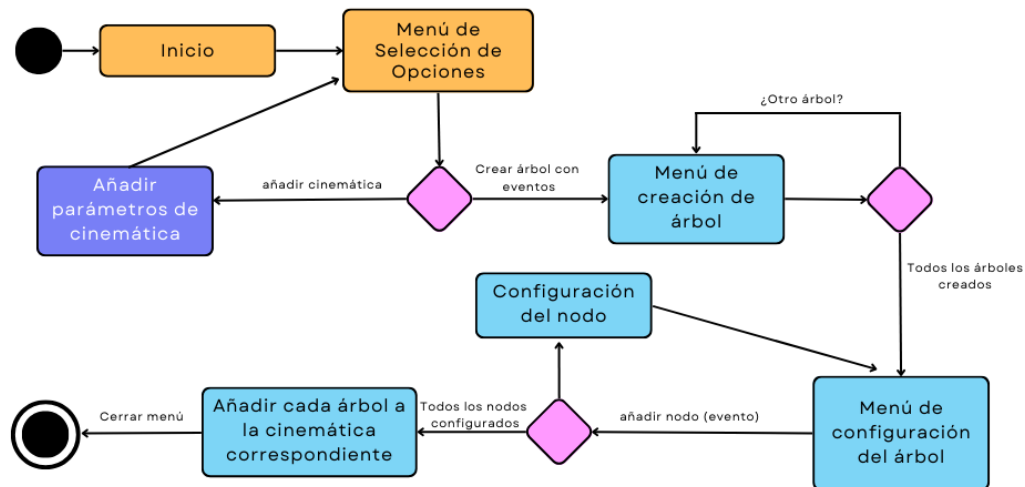 Inicio
Menú de
Selección de
Opciones
¿Otro árbol?
Añadir
parámetros de
cinemática
añadir cinemática
Crear árbol con
eventos
Menú de
creación de
árbol
Todos los árboles
creados
Configuración
del nodo
Cerrar menú
Añadir cada árbol a
la cinemática
correspondiente
Todos los nodos
configurados
añadir nodo (evento)
Menú de
configuración
del árbol